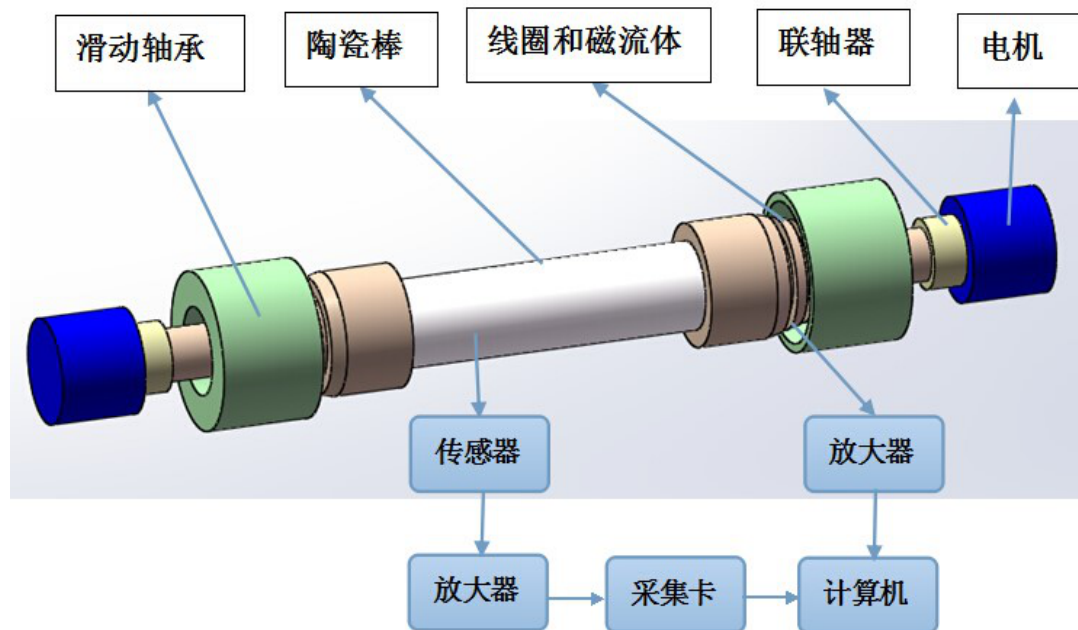 滑动轴承
陶瓷棒
线圈和磁流体
联轴器
电机
传感器
放大器
放大器
采集卡
计算机